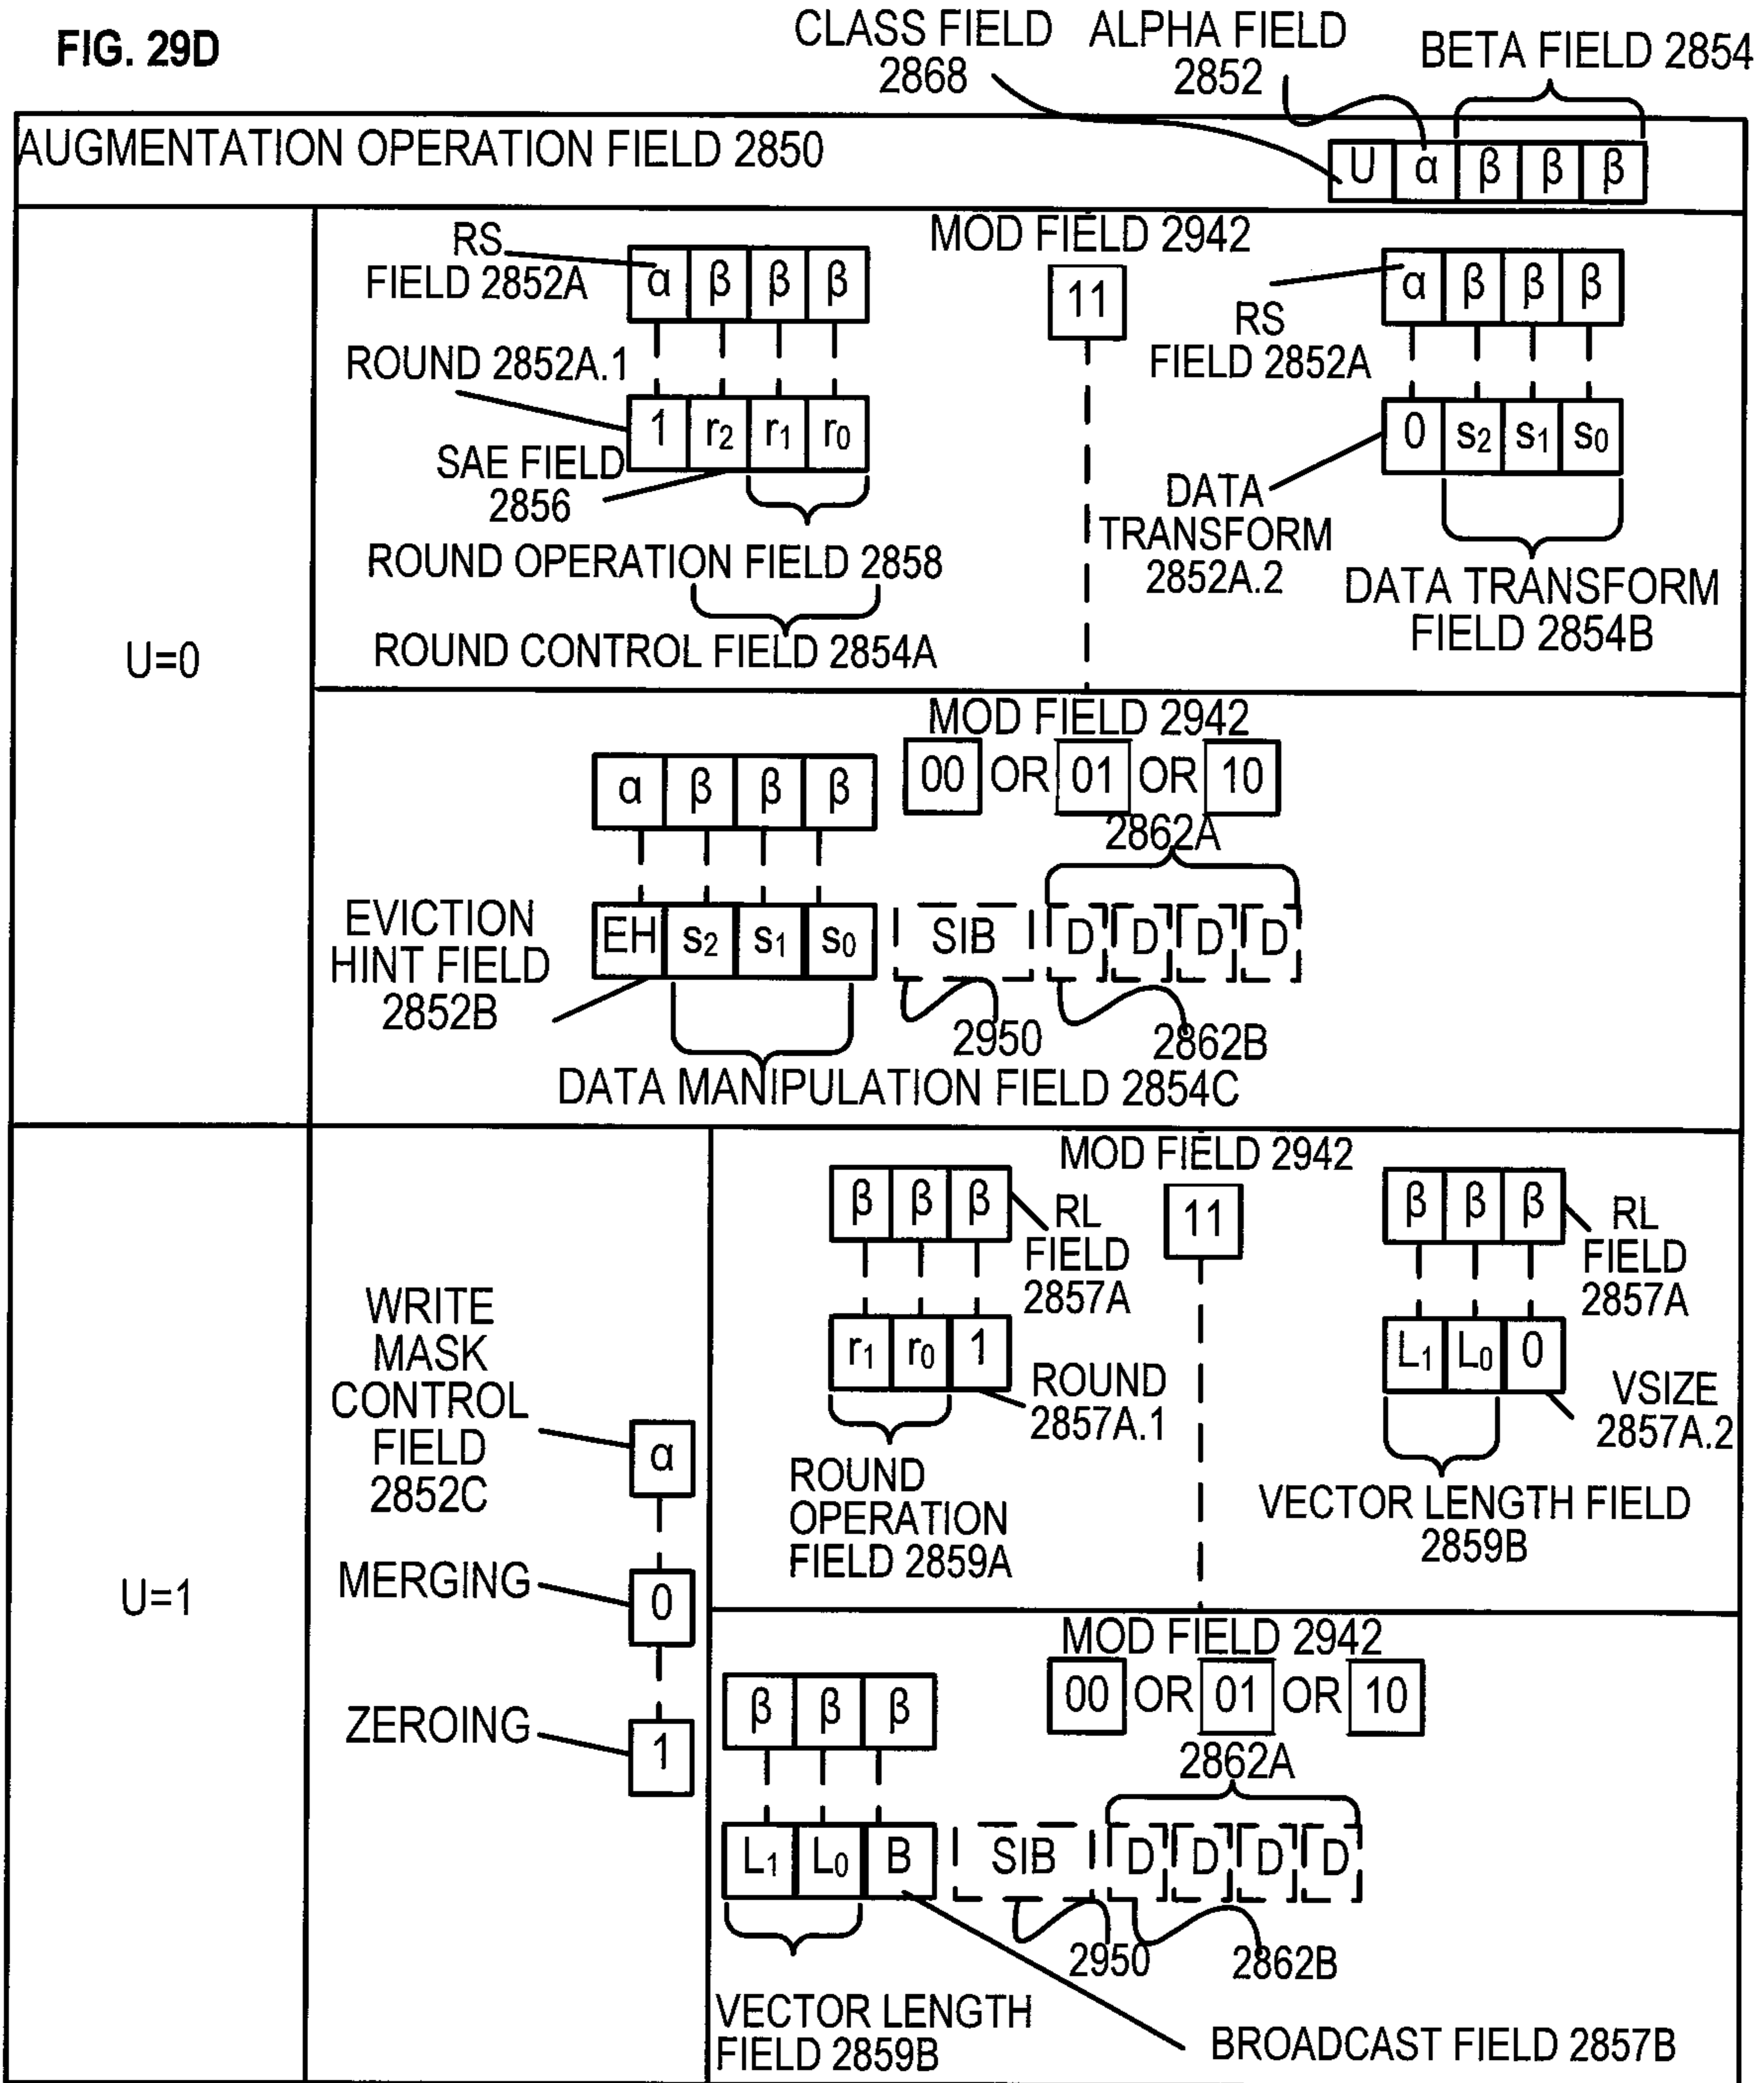 FIG. 29D
CLASS FIELD
2868
ALPHA FIELD
2852
BETA FIELD 2854
AUGMENTATION OPERATION FIELD 2850
U α β β β
U=0
MOD FIELD 2942
11
RS
FIELD 2852A
α β β β
ROUND 2852A.1
1 r2 r1 r0
SAE FIELD
2856
ROUND OPERATION FIELD 2858
ROUND CONTROL FIELD 2854A
α β β β
RS
FIELD 2852A
0 s2 s1 s0
DATA
TRANSFORM
2852A.2
DATA TRANSFORM
FIELD 2854B
MOD FIELD 2942
00 OR 01 OR 10
α β β β
2862A
EVICTION
HINT FIELD
2852B
EH s2 s1 s0 SIB D D D D
2950
2862B
DATA MANIPULATION FIELD 2854C
U=1
WRITE
MASK
CONTROL
FIELD
2852C
α
MERGING
0
ZEROING
1
MOD FIELD 2942
11
β β β
RL
FIELD
2857A
r1 r0 1
ROUND
2857A.1
ROUND
OPERATION
FIELD 2859A
β β β
RL
FIELD
2857A
L1 L0 0
VSIZE
2857A.2
VECTOR LENGTH FIELD
2859B
MOD FIELD 2942
00 OR 01 OR 10
β β β
2862A
L1 L0 B SIB D D D D
2950
2862B
VECTOR LENGTH
FIELD 2859B
BROADCAST FIELD 2857B